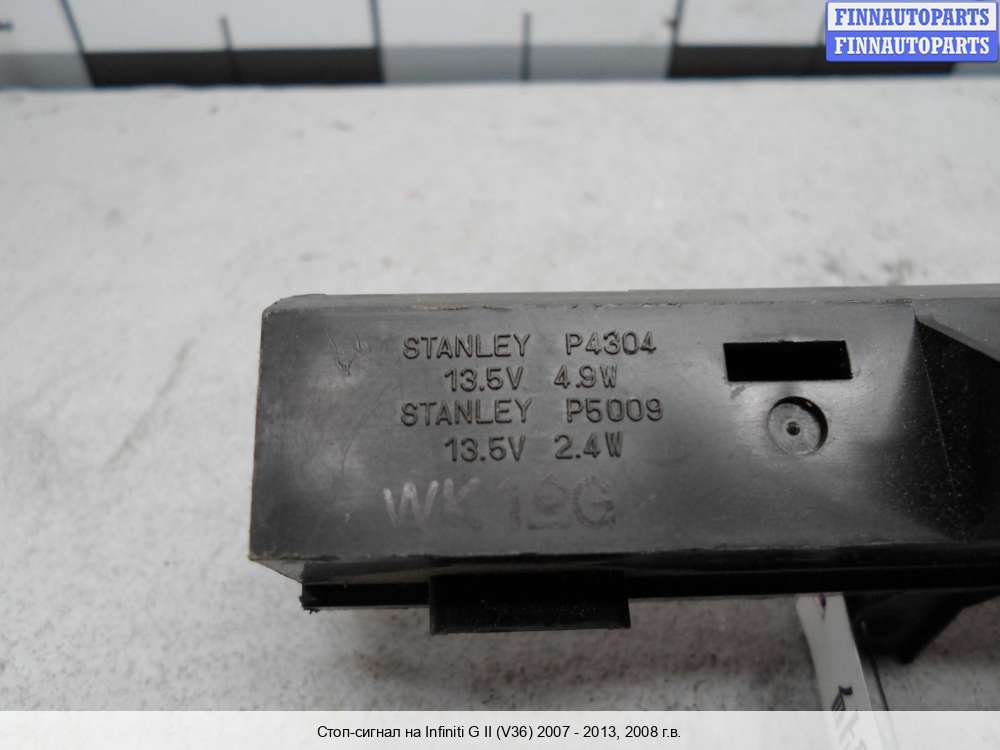 FINNAUTOPARTS
FINNAUTOPARTS
STANLEY P4304
13.5V 4.9W
STANLEY P5009
13.5V 2.4W
Стоп-сигнал на Infiniti G II (V36) 2007 - 2013, 2008 г.в.